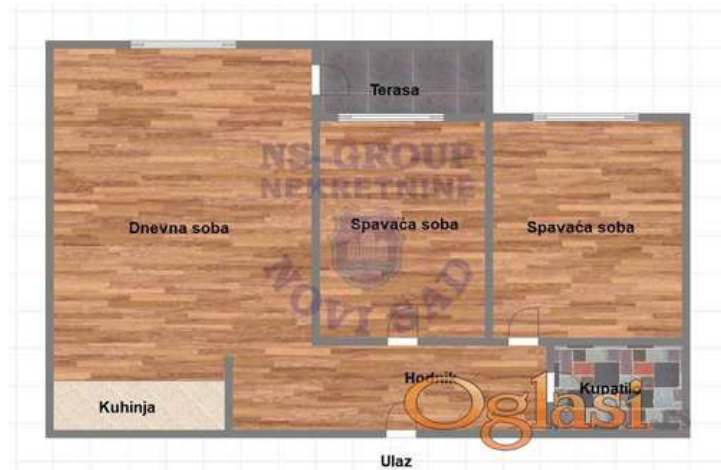 Terasa
NS-GROUP
NEKRETNINE
Dnevna soba
Spavaća soba
Spavaća soba
NOVI SAD
Hodnik
Kupatilo
Kuhinja
Oglasi
Ulaz